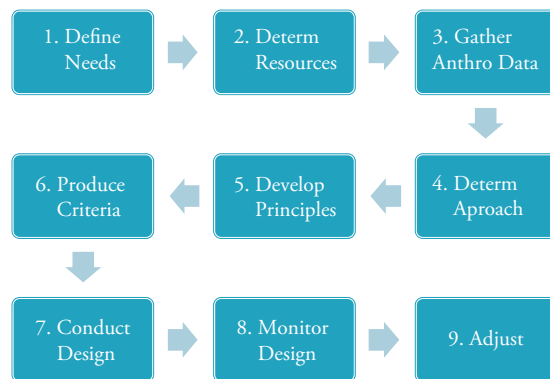 1. Define
Needs
2. Determ
Resources
3. Gather
Anthro Data
4. Determ
Aproach
5. Develop
Principles
6. Produce
Criteria
7. Conduct
Design
8. Monitor
Design
9. Adjust